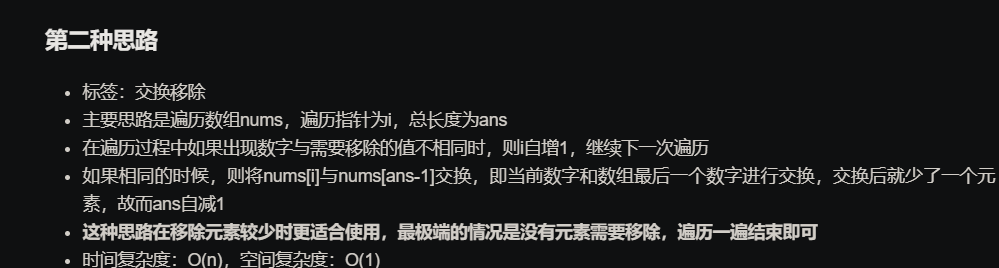 第二种思路
标签：交换移除
主要思路是遍历数组nums，遍历指针为i，总长度为ans
在遍历过程中如果出现数字与需要移除的值不相同时，则i自增1，继续下一次遍历
如果相同的时候，则将nums[i]与nums[ans-1]交换，即当前数字和数组最后一个数字进行交换，交换后就少了一个元
素，故而ans自减1
这种思路在移除元素较少时更适合使用，最极端的情况是没有元素需要移除，遍历一遍结束即可
时间复杂度：O(n)，空间复杂度：O(1)